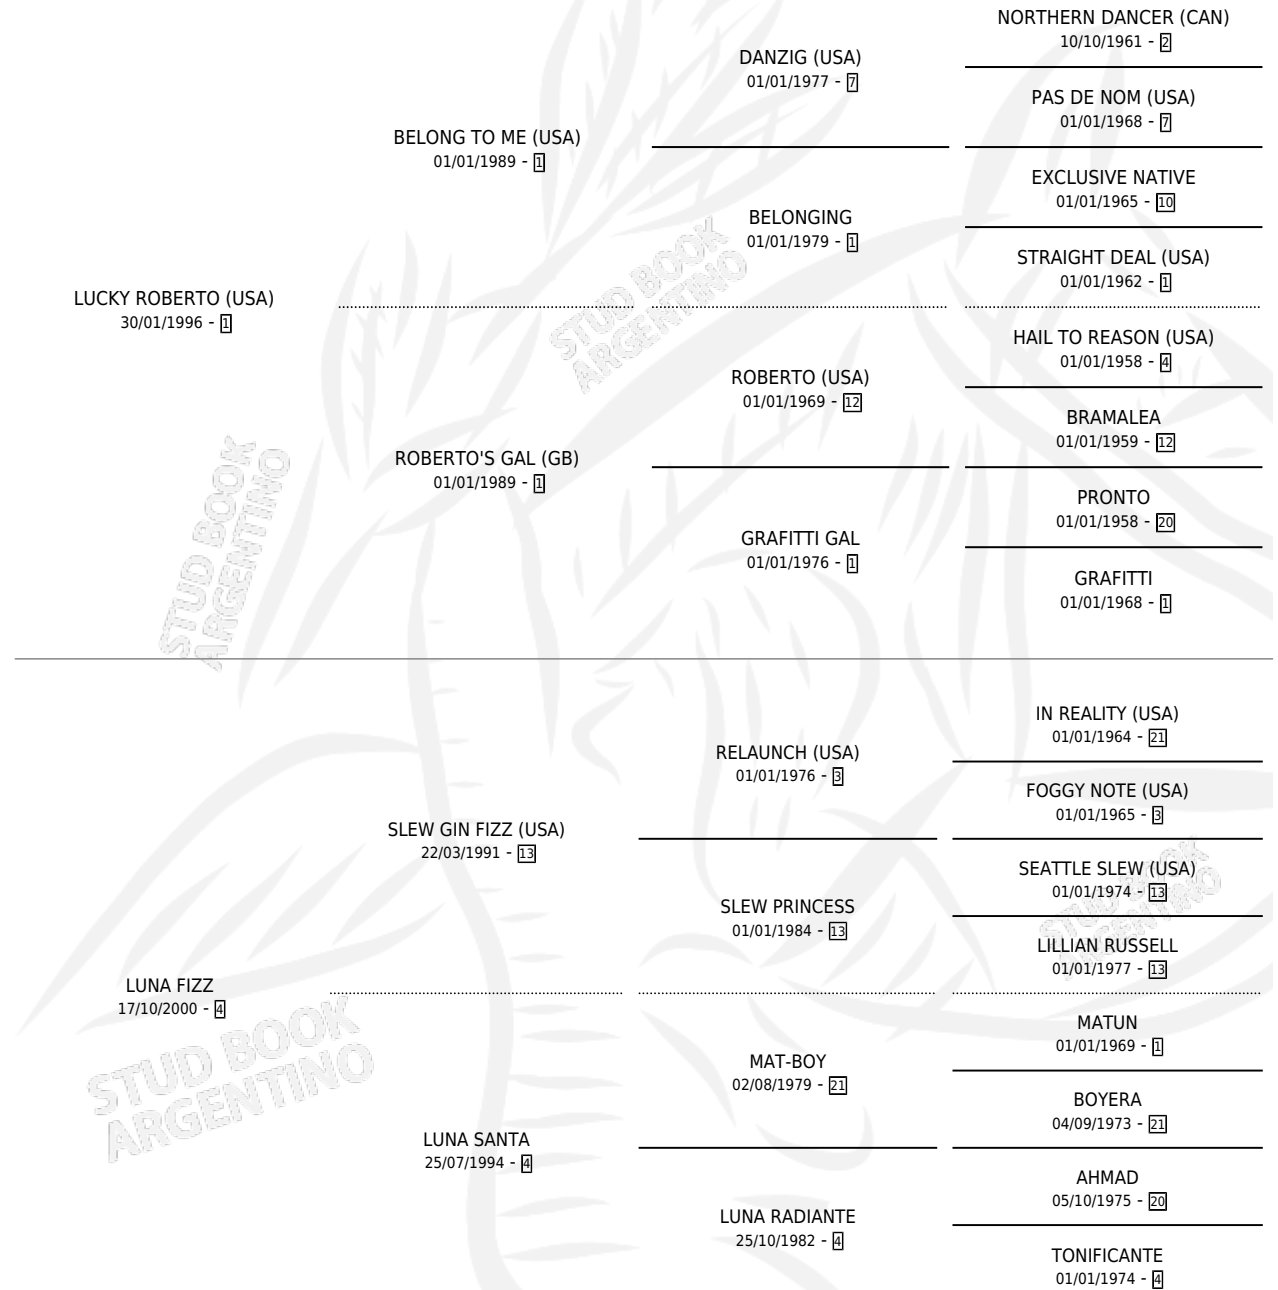 NORTHERN DANCER (CAN)
10/10/1961 - 2
DANZIG (USA)
01/01/1977 - 7
PAS DE NOM (USA)
01/01/1968 - 7
BELONG TO ME (USA)
01/01/1989 - 1
EXCLUSIVE NATIVE
01/01/1965 - 10
BELONGING
01/01/1979 - 1
STRAIGHT DEAL (USA)
01/01/1962 - 1
LUCKY ROBERTO (USA)
30/01/1996 - 1
STUD BOOK
ARGENTINO
HAIL TO REASON (USA)
01/01/1958 - 4
ROBERTO (USA)
01/01/1969 - 12
BRAMALEA
01/01/1959 - 12
ROBERTO'S GAL (GB)
01/01/1989 - 1
PRONTO
01/01/1958 - 20
GRAFITTI GAL
01/01/1976 - 1
GRAFITTI
01/01/1968 - 1
STUD BOOK
ARGENTINO
IN REALITY (USA)
01/01/1964 - 21
RELAUNCH (USA)
01/01/1976 - 3
FOGGY NOTE (USA)
01/01/1965 - 3
SLEW GIN FIZZ (USA)
22/03/1991 - 13
SEATTLE SLEW (USA)
01/01/1974 - 13
SLEW PRINCESS
01/01/1984 - 13
LILLIAN RUSSELL
01/01/1977 - 13
STUD BOOK
ARGENTINO
LUNA FIZZ
17/10/2000 - 4
STUD BOOK
ARGENTINO
MATUN
01/01/1969 - 1
MAT-BOY
02/08/1979 - 21
BOYERA
04/09/1973 - 21
LUNA SANTA
25/07/1994 - 4
AHMAD
05/10/1975 - 20
LUNA RADIANTE
25/10/1982 - 4
TONIFICANTE
01/01/1974 - 4